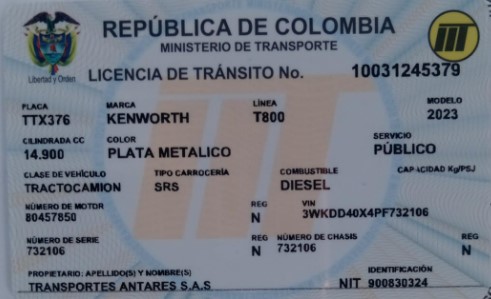 REPÚBLICA DE COLOMBIA
MINISTERIO DE TRANSPORTE
Libertad y Orden
LICENCIA DE TRÁNSITO No. 10031245379
PLACA MARCA LÍNEA MODELO
TTX376 KENWORTH T800 2023
CILINDRADA CC COLOR SERVICIO
14.900 PLATA METALICO PÚBLICO
CLASE DE VEHÍCULO TIPO CARROCERÍA COMBUSTIBLE CAPACIDAD Kg/PSJ
TRACTOCAMION SRS DIESEL
NÚMERO DE MOTOR REG VIN
80457850 N 3WKDD40X4PF732106
NÚMERO DE SERIE REG NÚMERO DE CHASIS REG
732106 N 732106 N
PROPIETARIO: APELLIDO(S) Y NOMBRE(S) IDENTIFICACIÓN
TRANSPORTES ANTARES S.A.S NIT 900830324